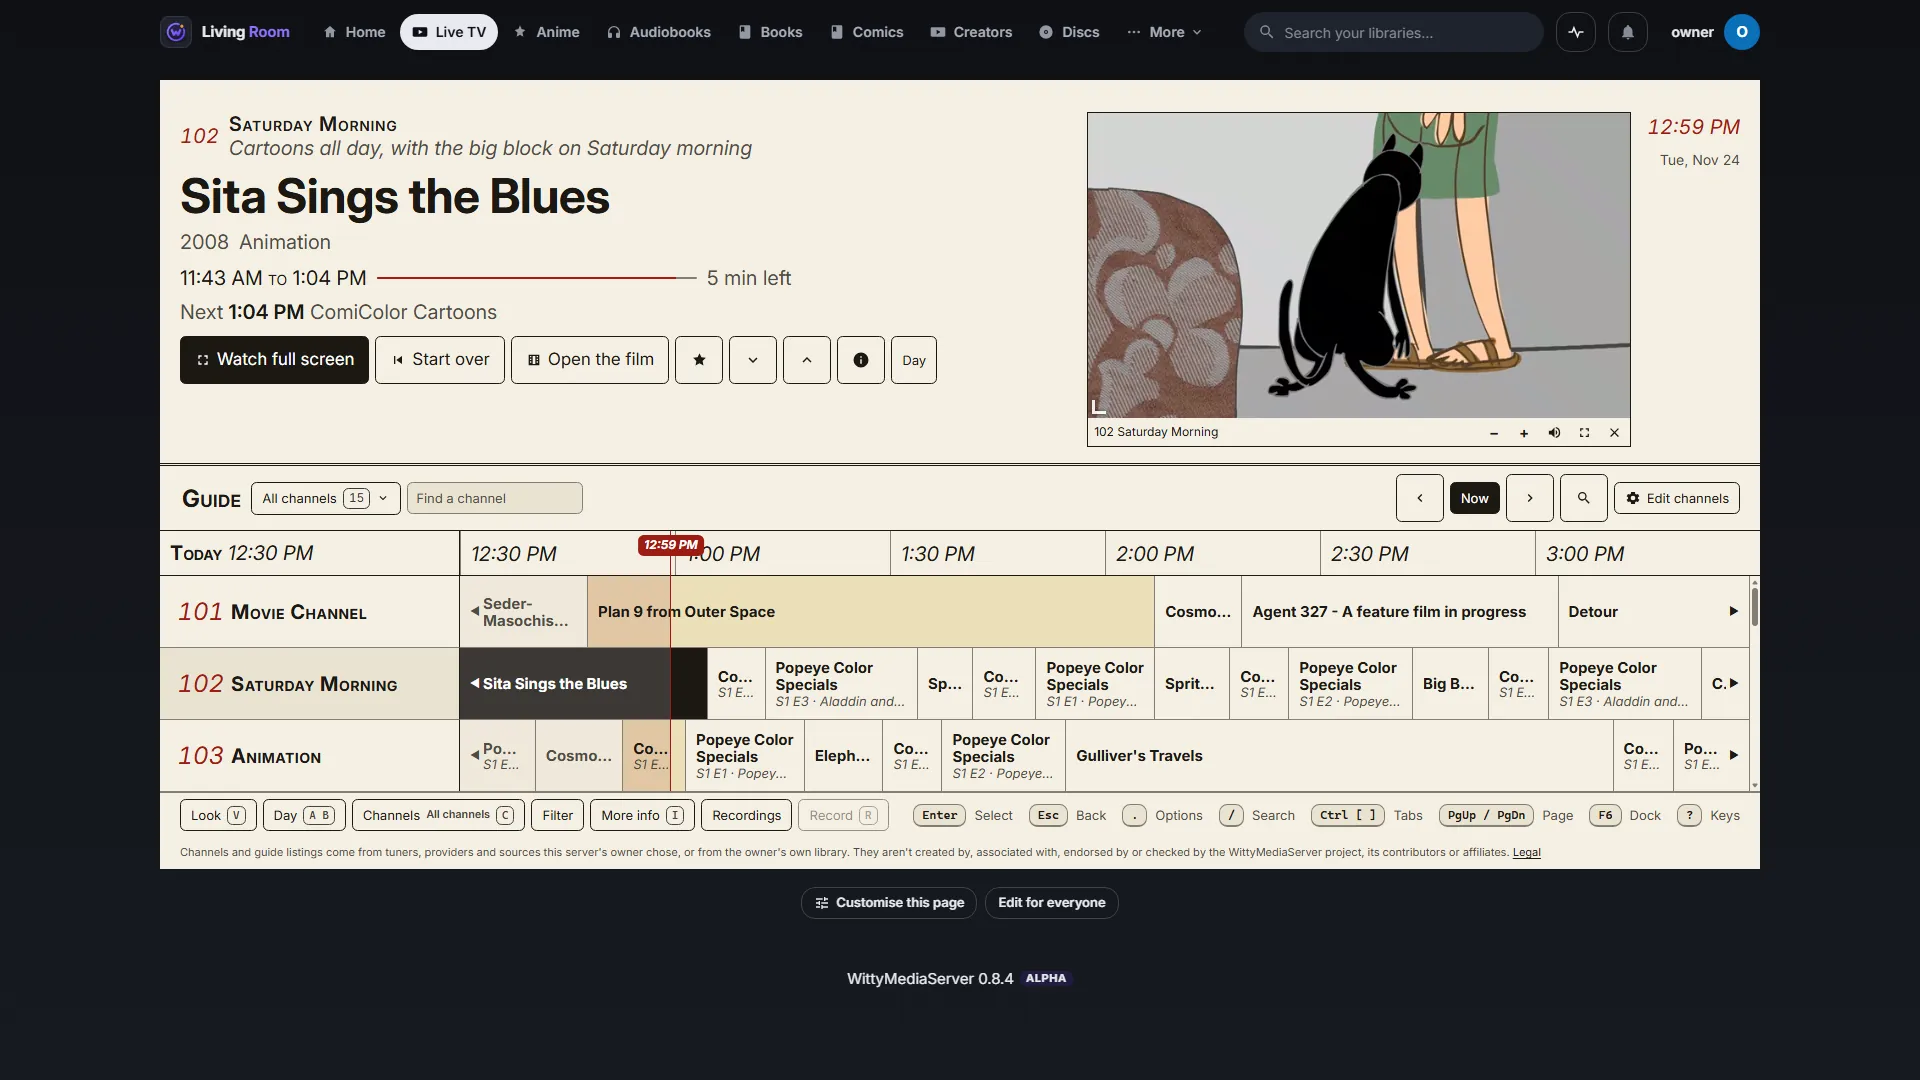 Living Room
Home
Live TV
Anime
Audiobooks
Books
Comics
Creators
Discs
More
Search your libraries...
owner
O
102
Saturday Morning
Cartoons all day, with the big block on Saturday morning
Sita Sings the Blues
2008 Animation
11:43 AM TO 1:04 PM
5 min left
Next 1:04 PM ComiColor Cartoons
Watch full screen
Start over
Open the film
Day
102 Saturday Morning
12:59 PM
Tue, Nov 24
Guide
All channels 15
Find a channel
Now
Edit channels
Today 12:30 PM
12:30 PM
12:59 PM
1:00 PM
1:30 PM
2:00 PM
2:30 PM
3:00 PM
101 Movie Channel
Seder-
Masochis...
Plan 9 from Outer Space
Cosmo...
Agent 327 - A feature film in progress
Detour
102 Saturday Morning
Sita Sings the Blues
Co...
S1 E...
Popeye Color
Specials
S1 E3 · Aladdin and...
Sp...
Co...
S1 E...
Popeye Color
Specials
S1 E1 · Popey...
Sprit...
Co...
S1 E...
Popeye Color
Specials
S1 E2 · Popeye...
Big B...
Co...
S1 E...
Popeye Color
Specials
S1 E3 · Aladdin and...
C.
103 Animation
Po...
S1 E...
Cosmo...
Co...
S1 E...
Popeye Color
Specials
S1 E1 · Popey...
Eleph...
Co...
S1 E...
Popeye Color
Specials
S1 E2 · Popeye...
Gulliver's Travels
Co...
S1 E...
Po...
S1 E...
Look V
Day A B
Channels All channels C
Filter
More info I
Recordings
Record R
Enter Select
Esc Back
. Options
/ Search
Ctrl [ ] Tabs
PgUp / PgDn Page
F6 Dock
? Keys
Channels and guide listings come from tuners, providers and sources this server's owner chose, or from the owner's own library. They aren't created by, associated with, endorsed by or checked by the WittyMediaServer project, its contributors or affiliates. Legal
Customise this page
Edit for everyone
WittyMediaServer 0.8.4 ALPHA